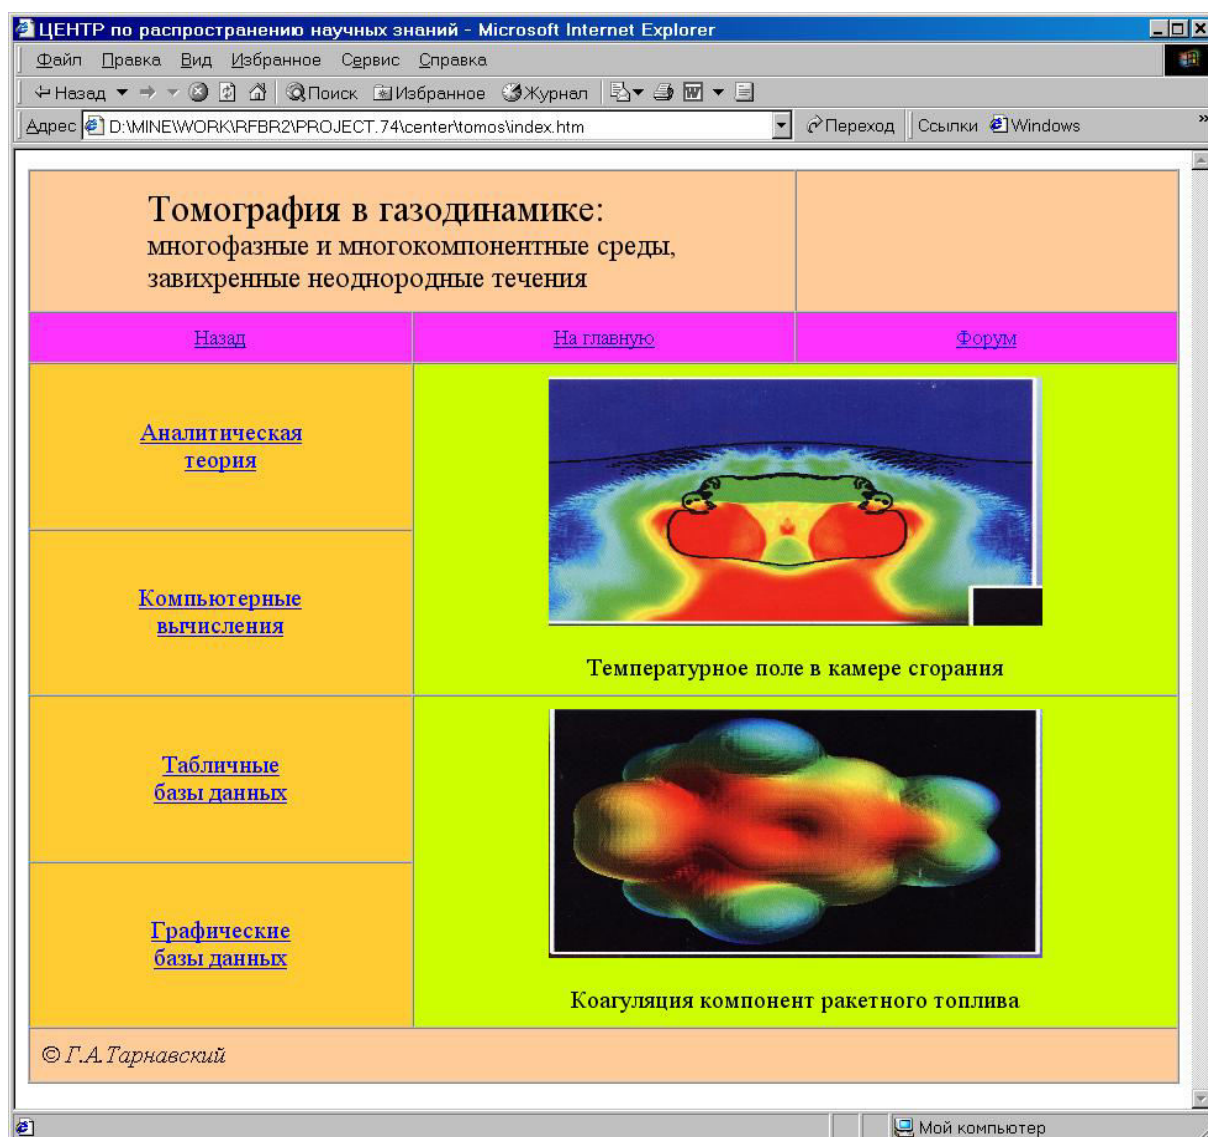 ЦЕНТР по распространению научных знаний - Microsoft Internet Explorer
Файл Правка Вид Избранное Сервис Справка
Назад Поиск Избранное Журнал
Адрес D:\MINE\WORK\RFBR2\PROJECT.74\center\tomos\index.htm Переход Ссылки Windows »
Томография в газодинамике:
многофазные и многокомпонентные среды,
завихренные неоднородные течения
Назад На главную Форум
Аналитическая
теория
Компьютерные
вычисления
Температурное поле в камере сгорания
Табличные
базы данных
Графические
базы данных
Коагуляция компонент ракетного топлива
© Г.А.Тарнавский
Мой компьютер